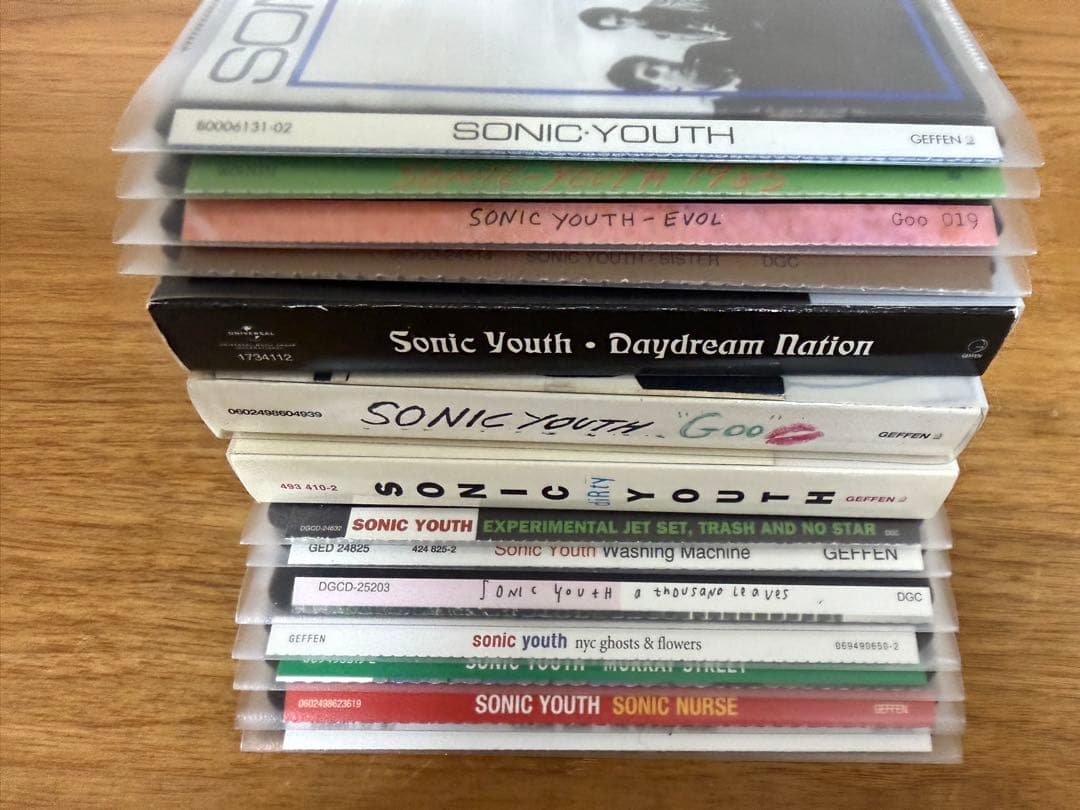 SO
B0006131-02 SONIC·YOUTH GEFFEN
SONIC-YOUTH 1985
SONIC YOUTH-EVOL Goo 019
SONIC YOUTH · SISTER DGC
UNIVERSAL
1734112 Sonic Youth • Daydream Nation GEFFEN
0602498604939 SONIC YOUTH "Goo" GEFFEN
493 410-2 SONIC dirty YOUTH GEFFEN
DGCD-24632 SONIC YOUTH EXPERIMENTAL JET SET, TRASH AND NO STAR DGC
GED 24825 424 825-2 Sonic Youth Washing Machine GEFFEN
DGCD-25203 SONIC YOUTH a thousand leaves DGC
GEFFEN sonic youth nyc ghosts & flowers 069490650-2
SONIC YOUTH MURRAY STREET
0602498623619 SONIC YOUTH SONIC NURSE GEFFEN